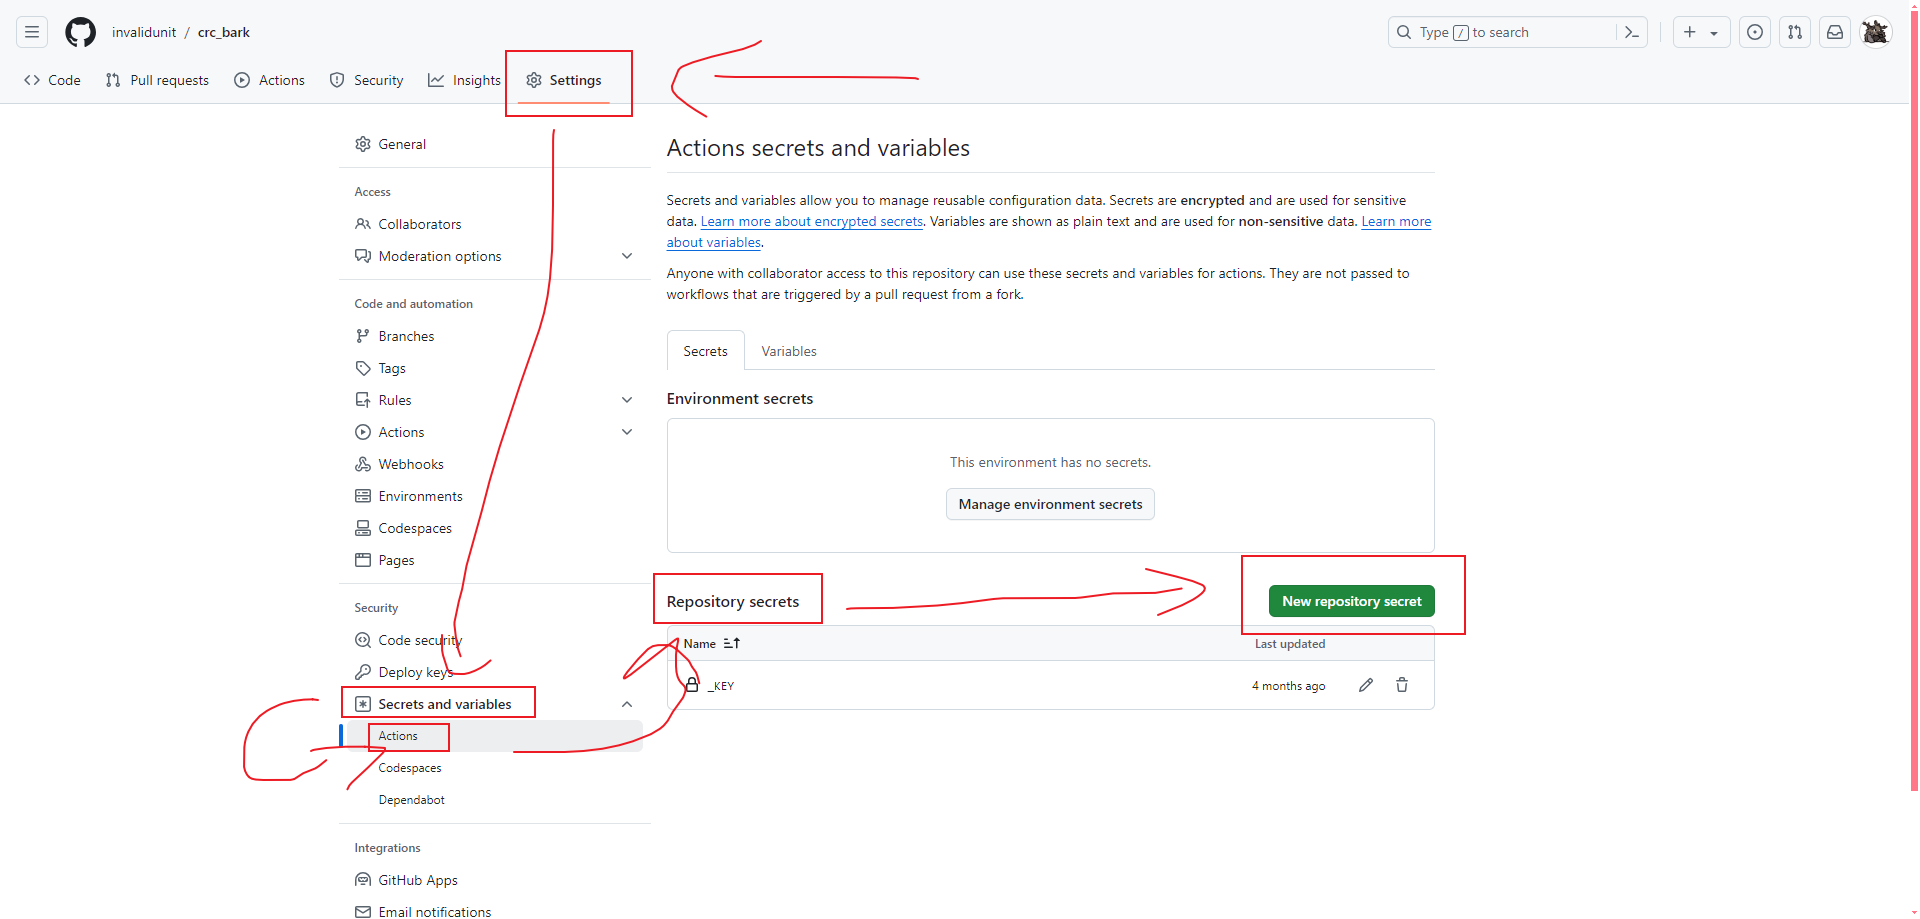 invalidunit / crc_bark
Type / to search
Code
Pull requests
Actions
Security
Insights
Settings
General
Access
Collaborators
Moderation options
Code and automation
Branches
Tags
Rules
Actions
Webhooks
Environments
Codespaces
Pages
Security
Code security
Deploy keys
Secrets and variables
Actions
Codespaces
Dependabot
Integrations
GitHub Apps
Email notifications
Actions secrets and variables
Secrets and variables allow you to manage reusable configuration data. Secrets are encrypted and are used for sensitive
data. Learn more about encrypted secrets. Variables are shown as plain text and are used for non-sensitive data. Learn more
about variables.
Anyone with collaborator access to this repository can use these secrets and variables for actions. They are not passed to
workflows that are triggered by a pull request from a fork.
Secrets
Variables
Environment secrets
This environment has no secrets.
Manage environment secrets
Repository secrets
New repository secret
Name
Last updated
_KEY
4 months ago